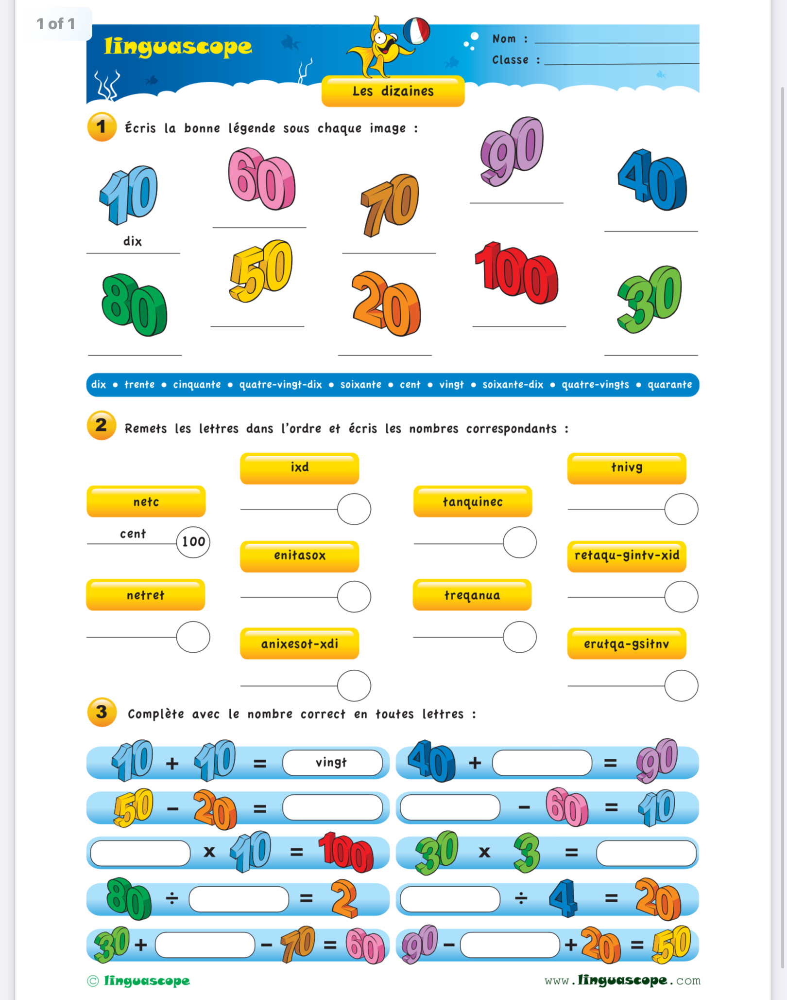 1 of 1
linguascope
Nom :
Classe :
Les dizaines
1 Écris la bonne légende sous chaque image :
10
60
70
90
40
dix
80
50
20
100
30
dix • trente • cinquante • quatre-vingt-dix • soixante • cent • vingt • soixante-dix • quatre-vingts • quarante
2 Remets les lettres dans l'ordre et écris les nombres correspondants :
ixd
tnivg
netc
tanquinec
cent 100
enitasox
retaqu-gintv-xid
netret
treqanua
anixesot-xdi
erutqa-gsitnv
3 Complète avec le nombre correct en toutes lettres :
10 + 10 = vingt
40 + = 90
50 - 20 =
- 60 = 10
x 10 = 100
30 x 3 =
80 ÷ = 2
÷ 4 = 20
30 + - 70 = 60
90 - + 20 = 50
© linguascope
www.linguascope.com